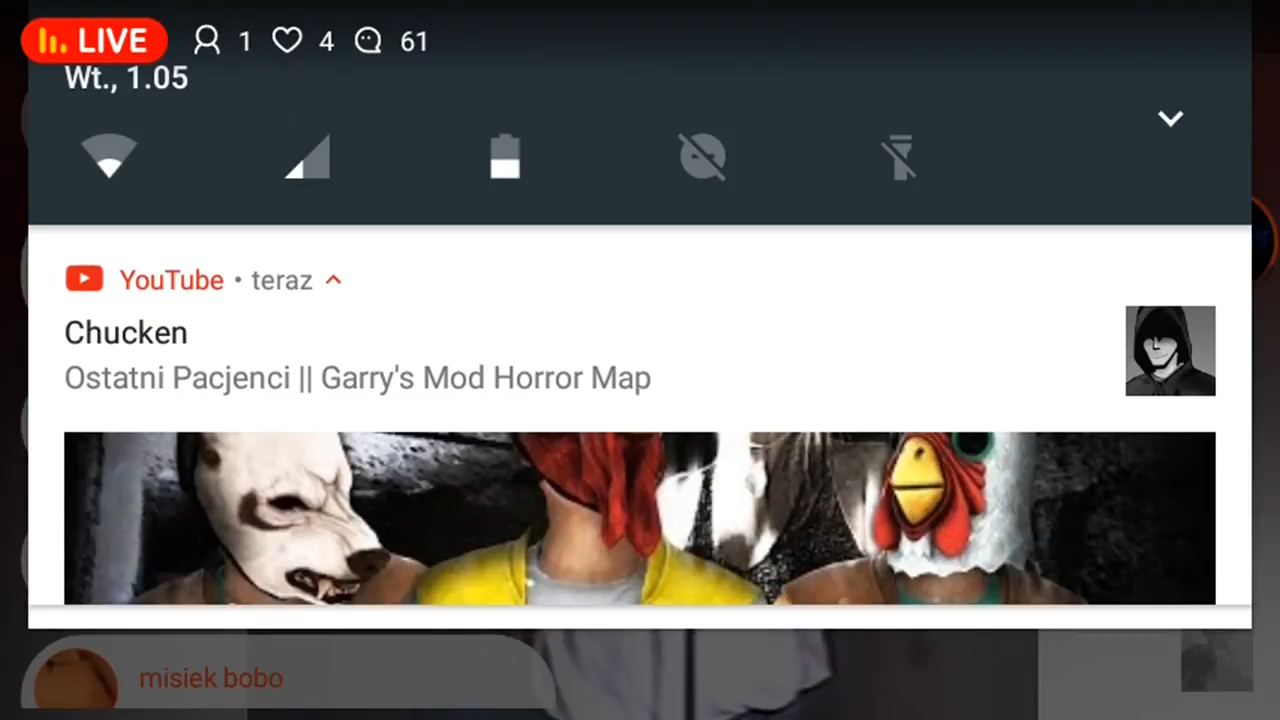 LIVE 1 4 61
Wt., 1.05
YouTube • teraz
Chucken
Ostatni Pacjenci || Garry's Mod Horror Map
misiek bobo